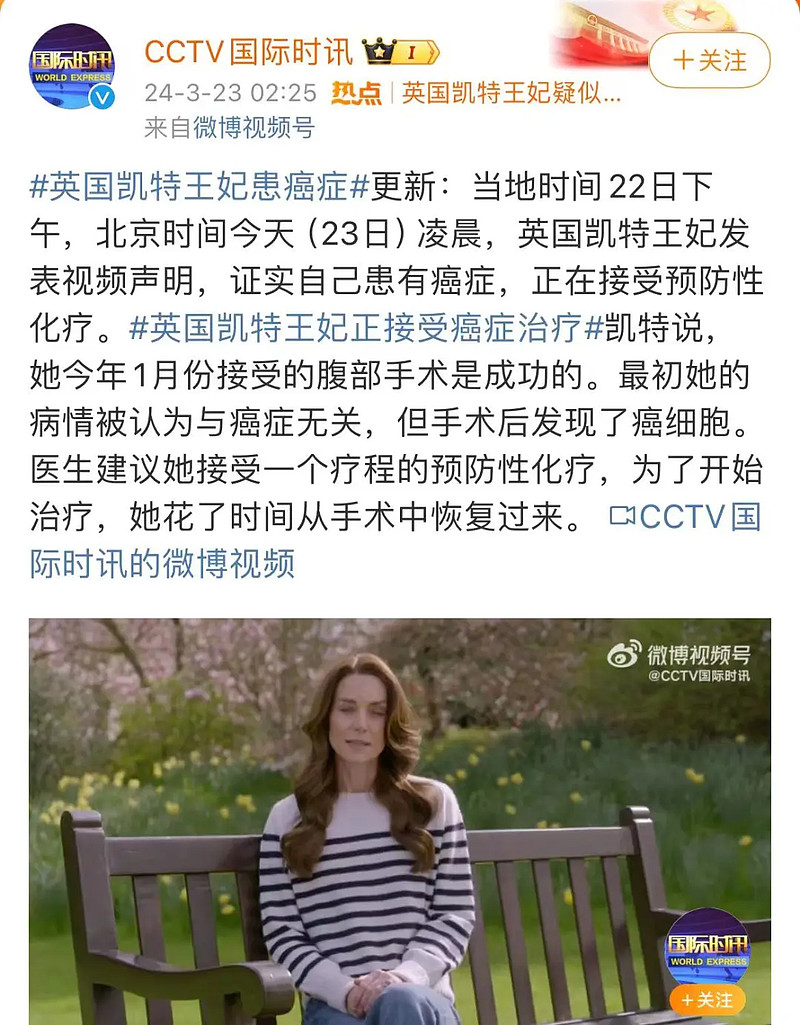 国际时讯
WORLD EXPRESS
CCTV国际时讯
I
+关注
24-3-23 02:25 热点 | 英国凯特王妃疑似...
来自微博视频号
#英国凯特王妃患癌症#更新：当地时间22日下
午，北京时间今天（23日）凌晨，英国凯特王妃发
表视频声明，证实自己患有癌症，正在接受预防性
化疗。#英国凯特王妃正接受癌症治疗#凯特说，
她今年1月份接受的腹部手术是成功的。最初她的
病情被认为与癌症无关，但手术后发现了癌细胞。
医生建议她接受一个疗程的预防性化疗，为了开始
治疗，她花了时间从手术中恢复过来。 CCTV国
际时讯的微博视频
微博视频号
@CCTV国际时讯
国际时讯
WORLD EXPRESS
+关注